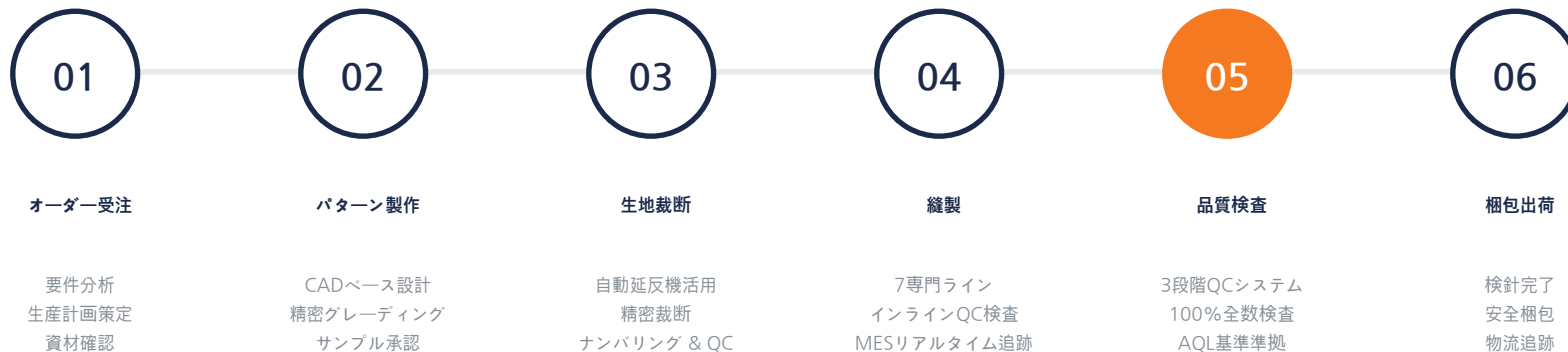 01
オーダー受注
要件分析
生産計画策定
資材確認
02
パターン製作
CADベース設計
精密グレーディング
サンプル承認
03
生地裁断
自動延反機活用
精密裁断
ナンバリング & QC
04
縫製
7専門ライン
インラインQC検査
MESリアルタイム追跡
05
品質検査
3段階QCシステム
100%全数検査
AQL基準準拠
06
梱包出荷
検針完了
安全梱包
物流追跡